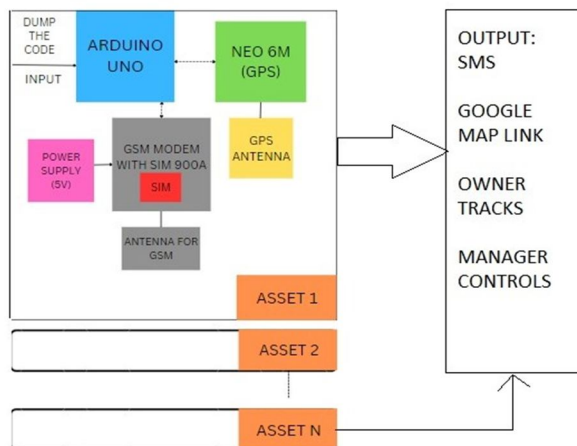 DUMP
THE
CODE
INPUT
ARDUINO
UNO
NEO 6M
(GPS)
GPS
ANTENNA
POWER
SUPPLY
(5V)
GSM MODEM
WITH SIM 900A
SIM
ANTENNA FOR
GSM
ASSET 1
ASSET 2
ASSET N
OUTPUT:
SMS
GOOGLE
MAP LINK
OWNER
TRACKS
MANAGER
CONTROLS